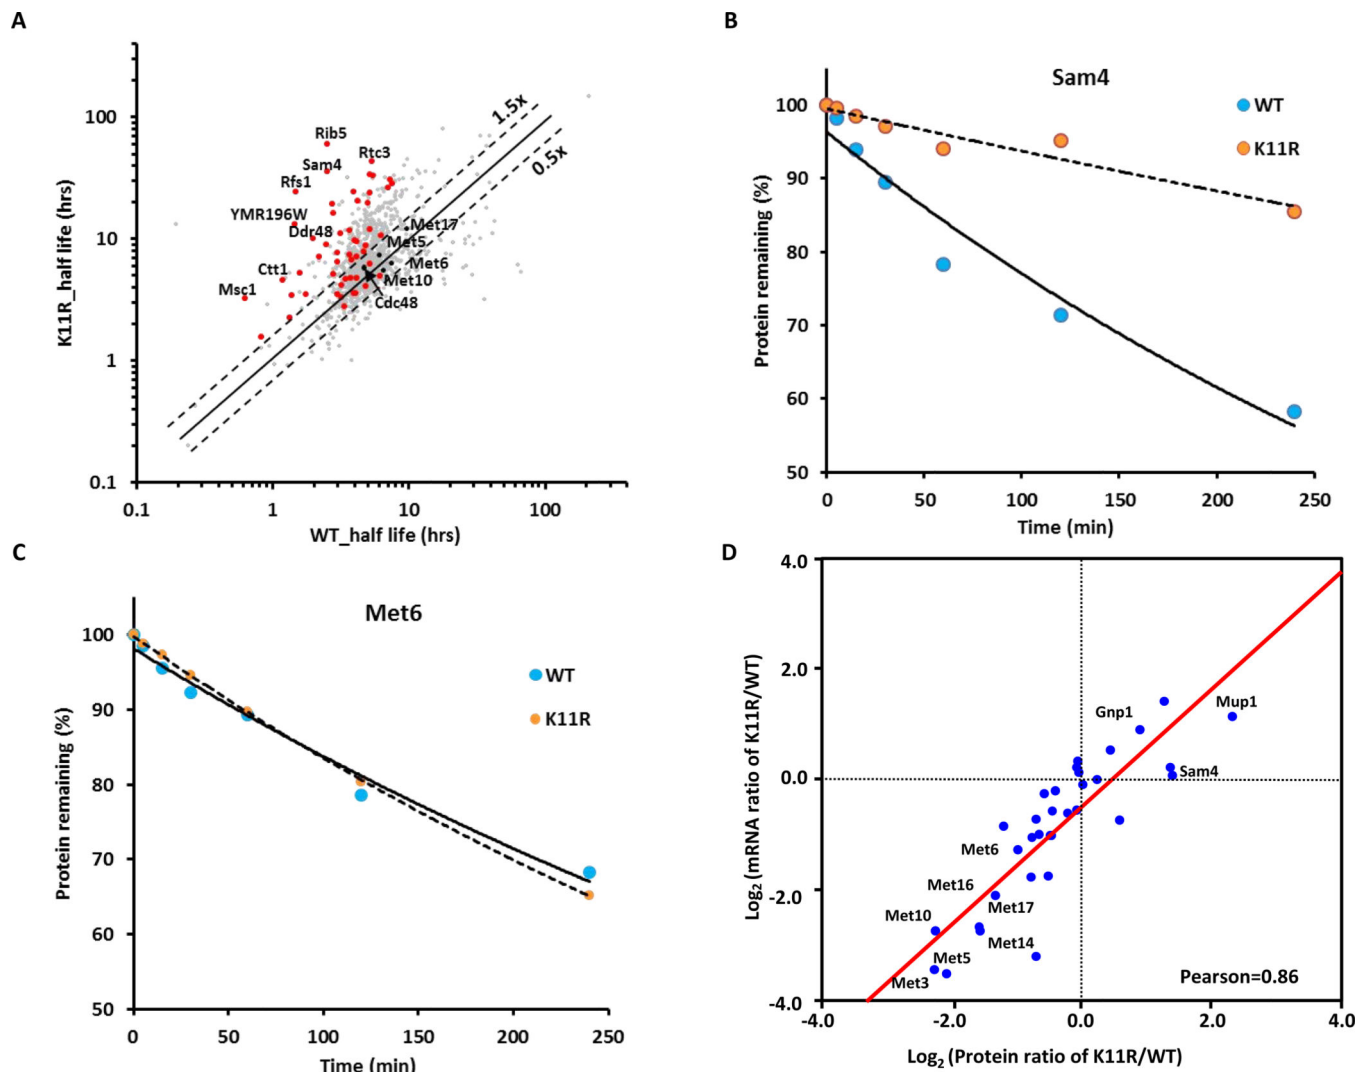 A
K11R_half life (hrs)
100
10
1
0.1
0.1
1
10
100
WT_half life (hrs)
1.5x
0.5x
Rib5
Rtc3
Sam4
Rfs1
YMR196W
Ddr48
Ctt1
Msc1
Met17
Met5
Met6
Met10
Cdc48
B
Sam4
WT
K11R
Protein remaining (%)
100
90
80
70
60
50
0
50
100
150
200
250
Time (min)
C
Met6
WT
K11R
Protein remaining (%)
100
90
80
70
60
50
0
50
100
150
200
250
Time (min)
D
Log2 (mRNA ratio of K11R/WT)
4.0
2.0
0.0
-2.0
-4.0
-4.0
-2.0
0.0
2.0
4.0
Log2 (Protein ratio of K11R/WT)
Gnp1
Mup1
Sam4
Met6
Met16
Met17
Met10
Met14
Met5
Met3
Pearson=0.86